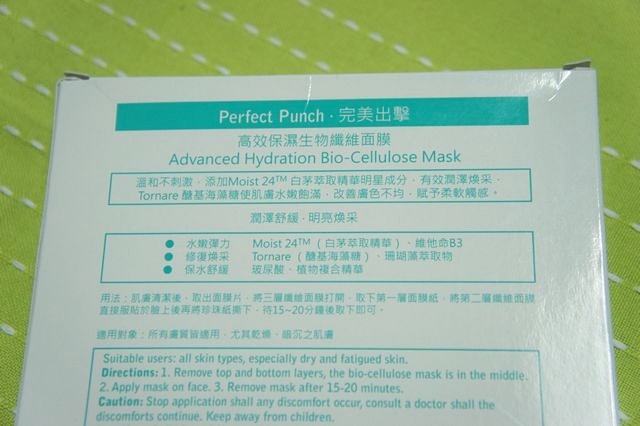 Perfect Punch · 完美出擊
高效保濕生物纖維面膜
Advanced Hydration Bio-Cellulose Mask
溫和不刺激，添加Moist 24™ 白茅萃取精華明星成分，有效潤澤煥采，
Tornare 醣基海藻糖使肌膚水嫩飽滿，改善膚色不均，賦予柔軟觸感。
潤澤舒緩 · 明亮煥采
● 水嫩彈力 Moist 24™（白茅萃取精華）、維他命B3
● 修復煥采 Tornare（醣基海藻糖）、珊瑚藻萃取物
● 保水舒緩 玻尿酸、植物複合精華
用法：肌膚清潔後，取出面膜片，將三層纖維面膜打開，取下第一層面膜紙，將第二層纖維面膜
直接服貼於臉上後再將珍珠紙撕下，待15~20分鐘後取下即可。
適用對象：所有膚質皆適用，尤其乾燥、暗沉之肌膚
Suitable users: all skin types, especially dry and fatigued skin.
Directions: 1. Remove top and bottom layers, the bio-cellulose mask is in the middle.
2. Apply mask on face. 3. Remove mask after 15-20 minutes.
Caution: Stop application shall any discomfort occur, consult a doctor shall the
discomforts continue. Keep away from children.